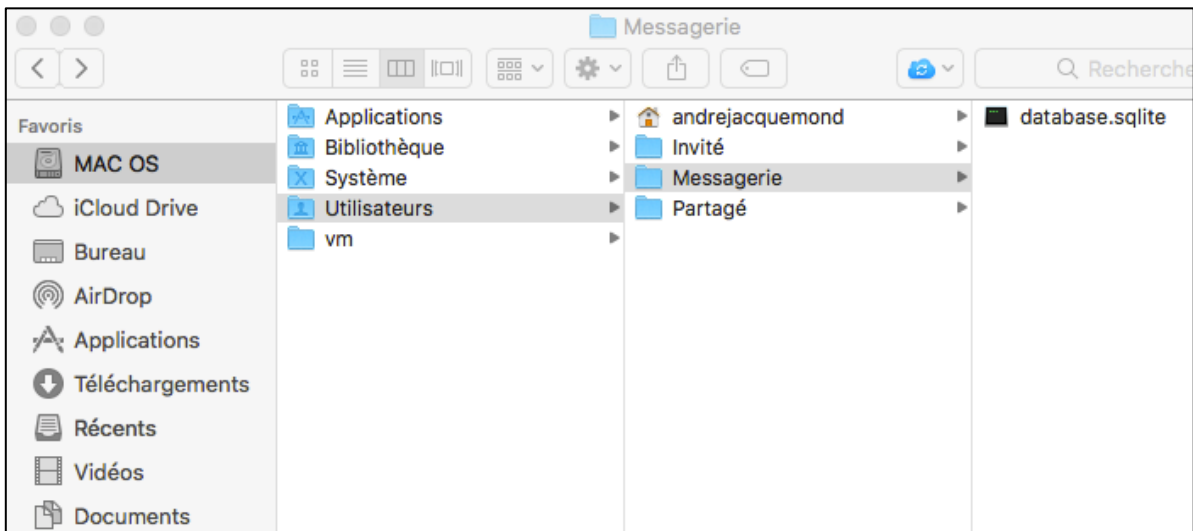 Messagerie
Recherche
Favoris
MAC OS
iCloud Drive
Bureau
AirDrop
Applications
Téléchargements
Récents
Vidéos
Documents
Applications
Bibliothèque
Système
Utilisateurs
vm
andrejacquemond
Invité
Messagerie
Partagé
database.sqlite